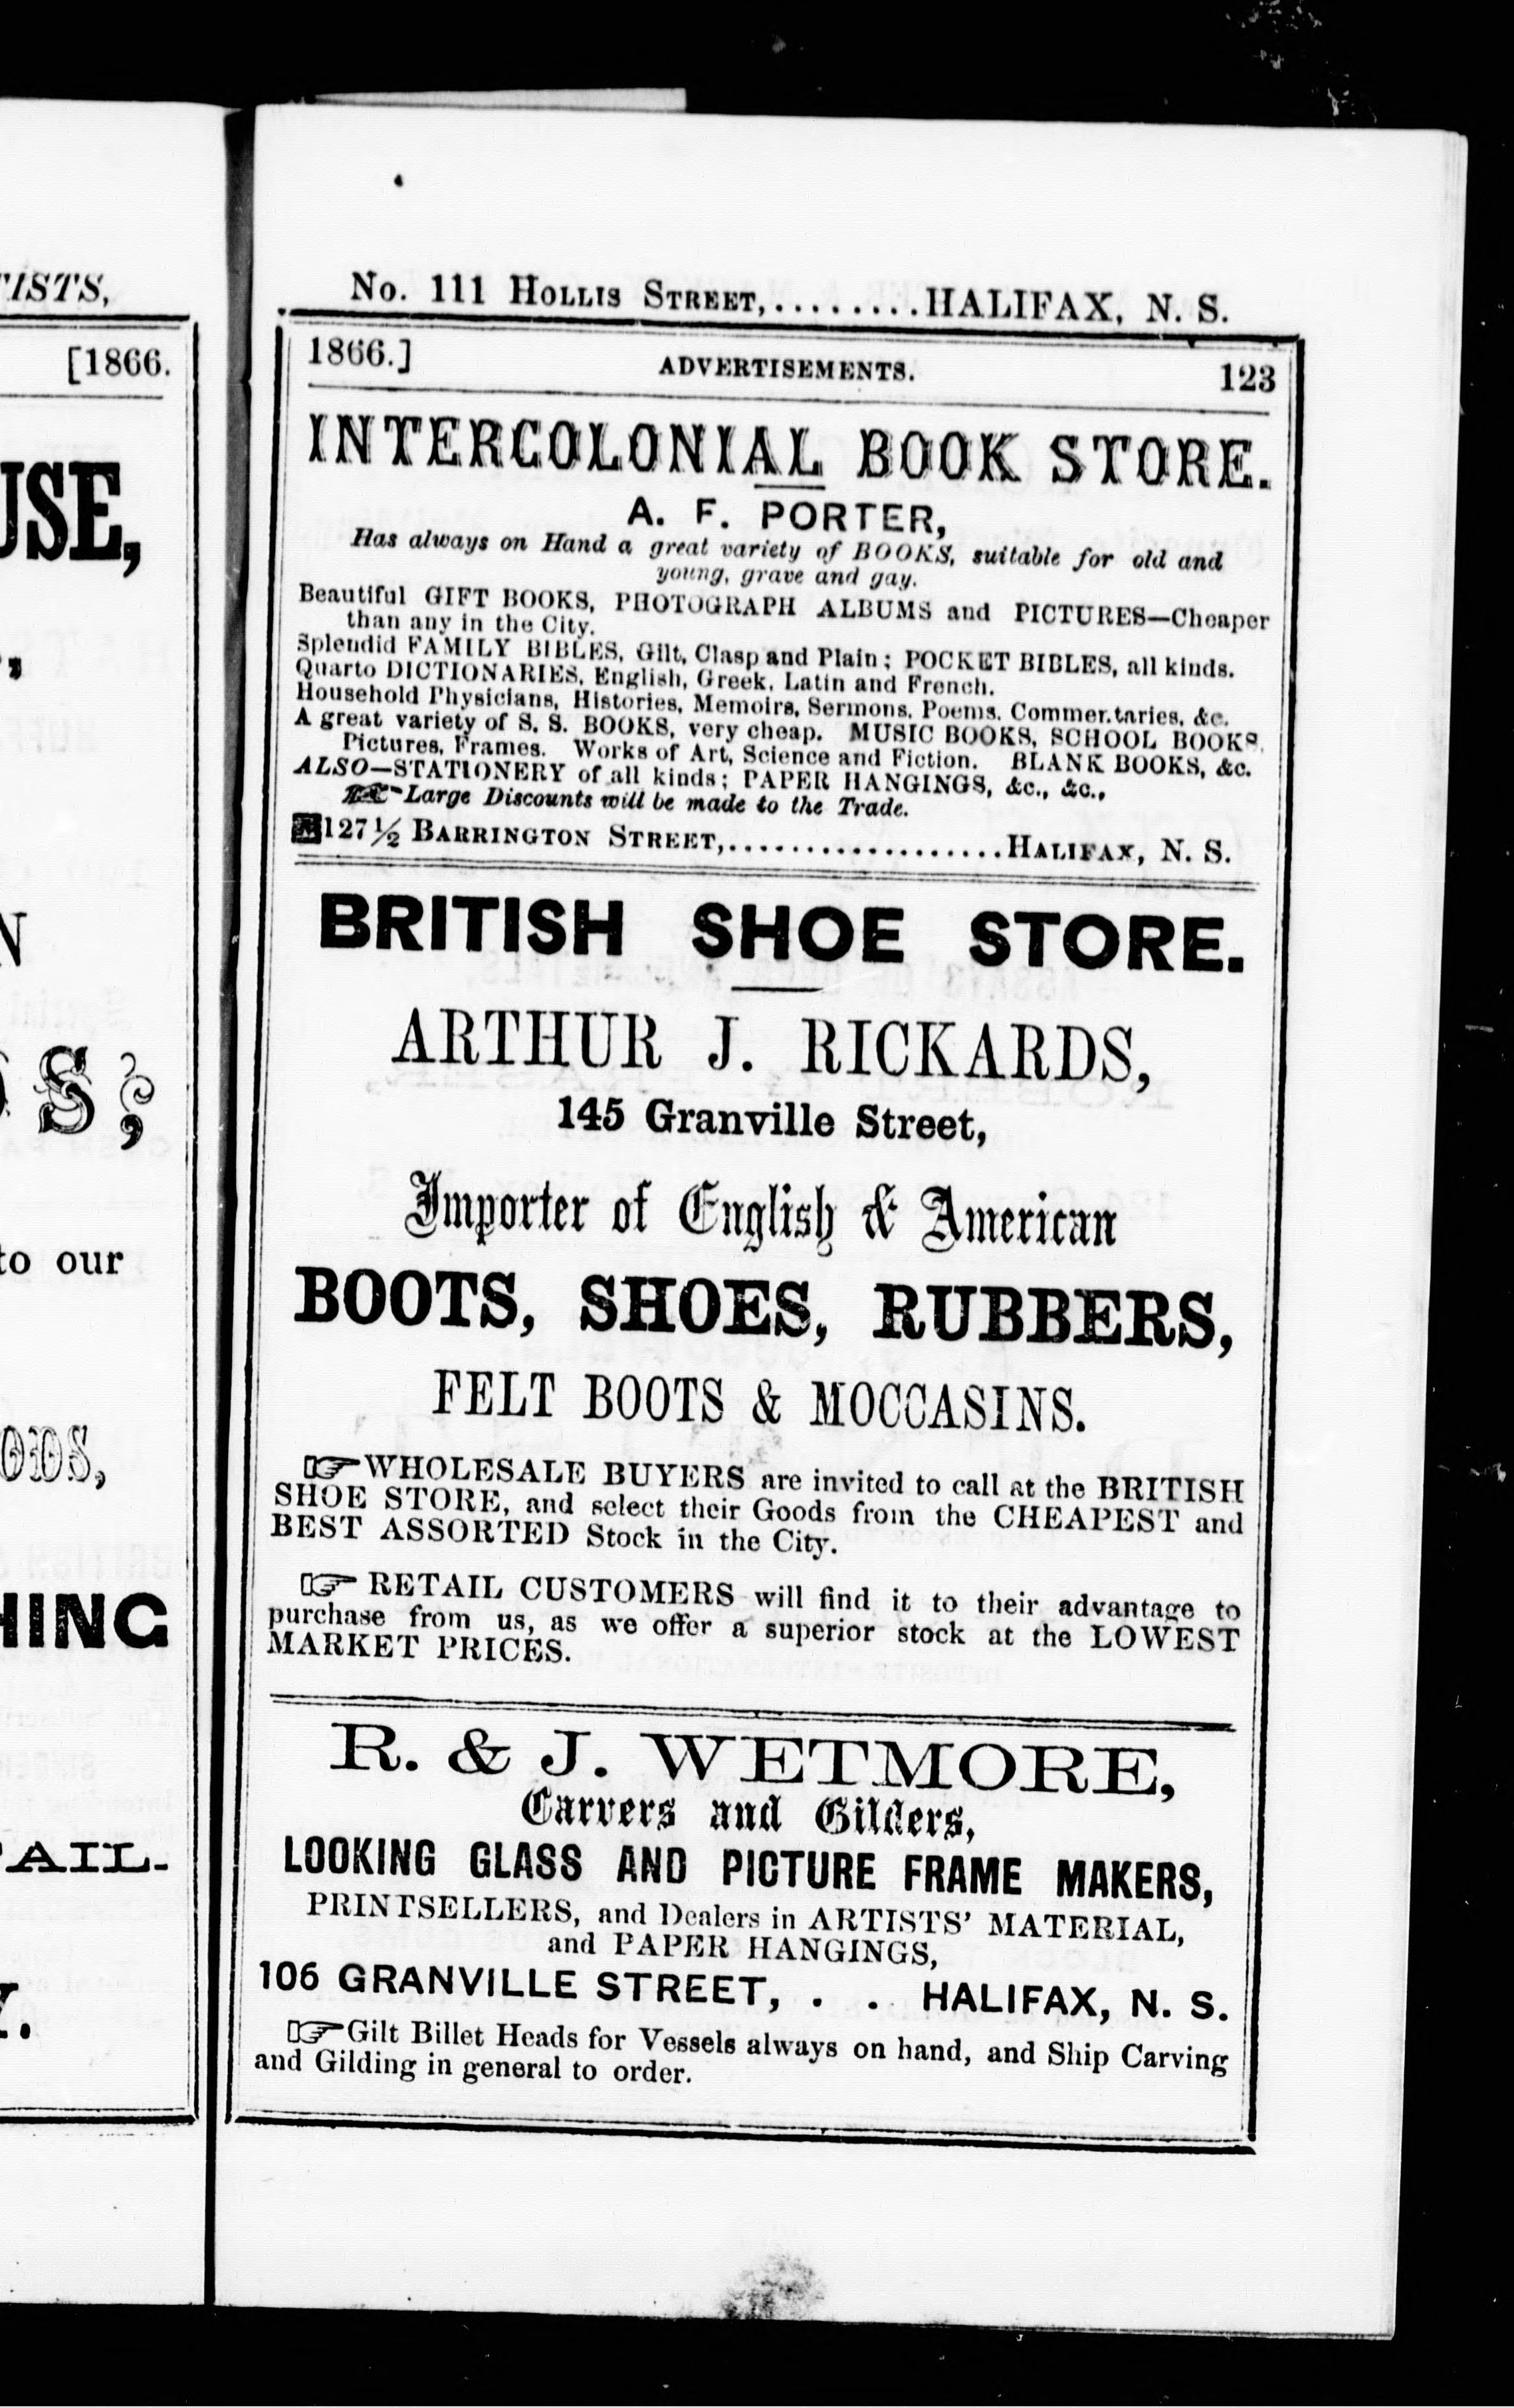 TISTS,
[1866.
USE,
N
OS;
to our
ODS,
HING
TAIL.
Y.
No. 111 HOLLIS STREET,.........HALIFAX, N. S.
1866.] ADVERTISEMENTS. 123
INTERCOLONIAL BOOK STORE.
A. F. PORTER,
Has always on Hand a great variety of BOOKS, suitable for old and
young, grave and gay.
Beautiful GIFT BOOKS, PHOTOGRAPH ALBUMS and PICTURES—Cheaper
than any in the City.
Splendid FAMILY BIBLES, Gilt, Clasp and Plain; POCKET BIBLES, all kinds.
Quarto DICTIONARIES, English, Greek, Latin and French.
Household Physicians, Histories, Memoirs, Sermons, Poems, Commentaries, &c.
A great variety of S. S. BOOKS, very cheap. MUSIC BOOKS, SCHOOL BOOKS,
Pictures, Frames. Works of Art, Science and Fiction. BLANK BOOKS, &c.
ALSO—STATIONERY of all kinds; PAPER HANGINGS, &c., &c.,
☞Large Discounts will be made to the Trade.
127½ BARRINGTON STREET,...................HALIFAX, N. S.
BRITISH SHOE STORE.
ARTHUR J. RICKARDS,
145 Granville Street,
Importer of English & American
BOOTS, SHOES, RUBBERS,
FELT BOOTS & MOCCASINS.
☞WHOLESALE BUYERS are invited to call at the BRITISH
SHOE STORE, and select their Goods from the CHEAPEST and
BEST ASSORTED Stock in the City.
☞RETAIL CUSTOMERS will find it to their advantage to
purchase from us, as we offer a superior stock at the LOWEST
MARKET PRICES.
R. & J. WETMORE,
Carvers and Gilders,
LOOKING GLASS AND PICTURE FRAME MAKERS,
PRINTSELLERS, and Dealers in ARTISTS' MATERIAL,
and PAPER HANGINGS,
106 GRANVILLE STREET, . . HALIFAX, N. S.
☞Gilt Billet Heads for Vessels always on hand, and Ship Carving
and Gilding in general to order.